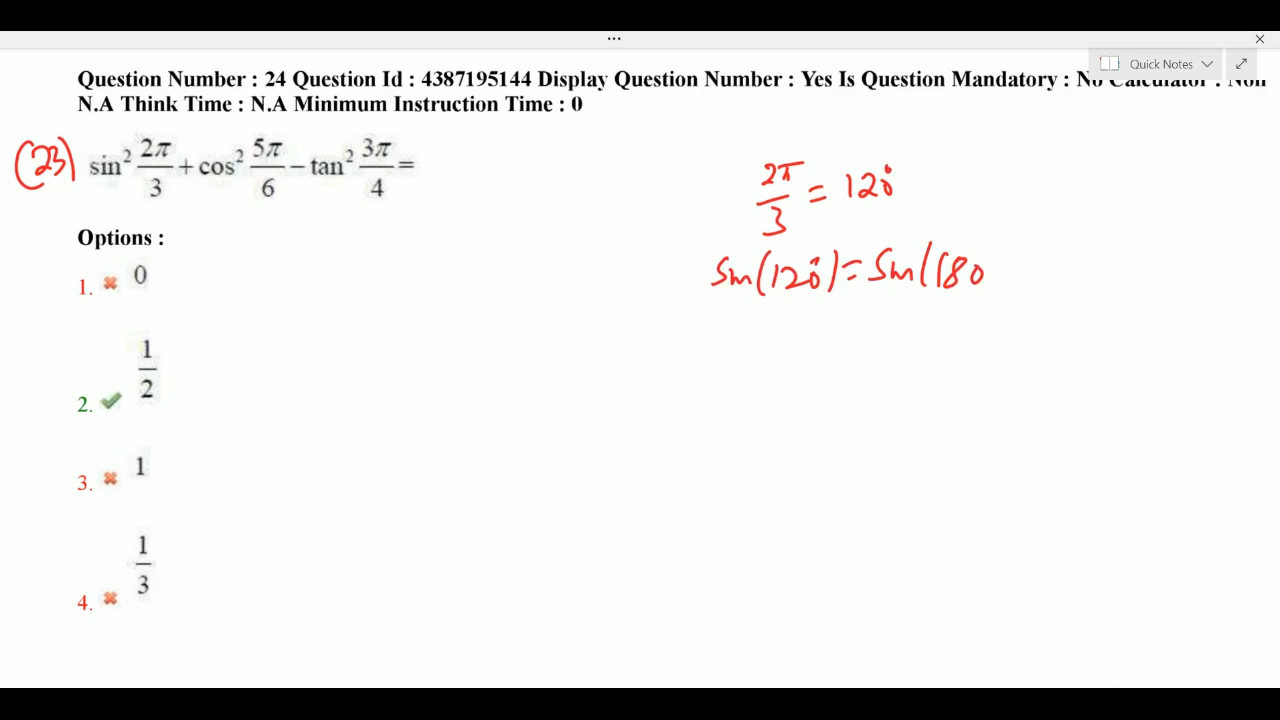 Quick Notes
Question Number : 24 Question Id : 4387195144 Display Question Number : Yes Is Question Mandatory : No Calculator : Non
N.A Think Time : N.A Minimum Instruction Time : 0
(23) sin² 2π/3 + cos² 5π/6 − tan² 3π/4 =
2π/3 = 120°
Options :
sin(120°) = sin(180
1. 0
2. 1/2
3. 1
4. 1/3